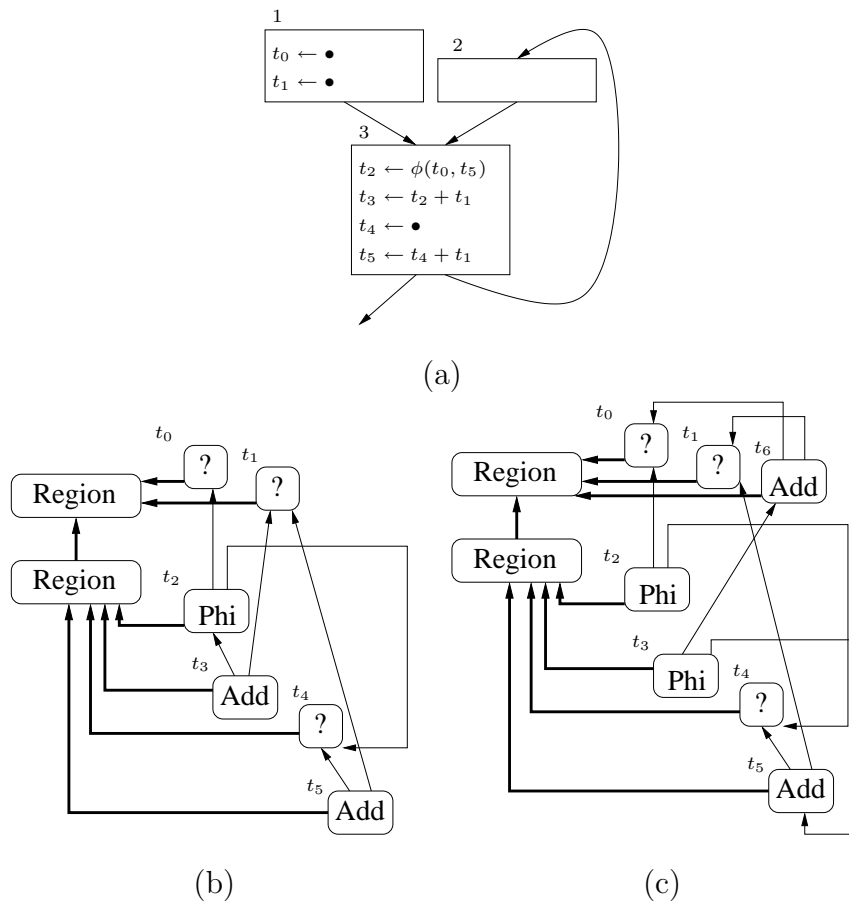 1
t₀ ← •
t₁ ← •
2
3
t₂ ← ϕ(t₀, t₅)
t₃ ← t₂ + t₁
t₄ ← •
t₅ ← t₄ + t₁
(a)
t₀
?
t₁
?
Region
Region
t₂
Phi
t₃
Add
t₄
?
t₅
Add
(b)
t₀
?
t₁
?
t₆
Add
Region
Region
t₂
Phi
t₃
Phi
t₄
?
t₅
Add
(c)